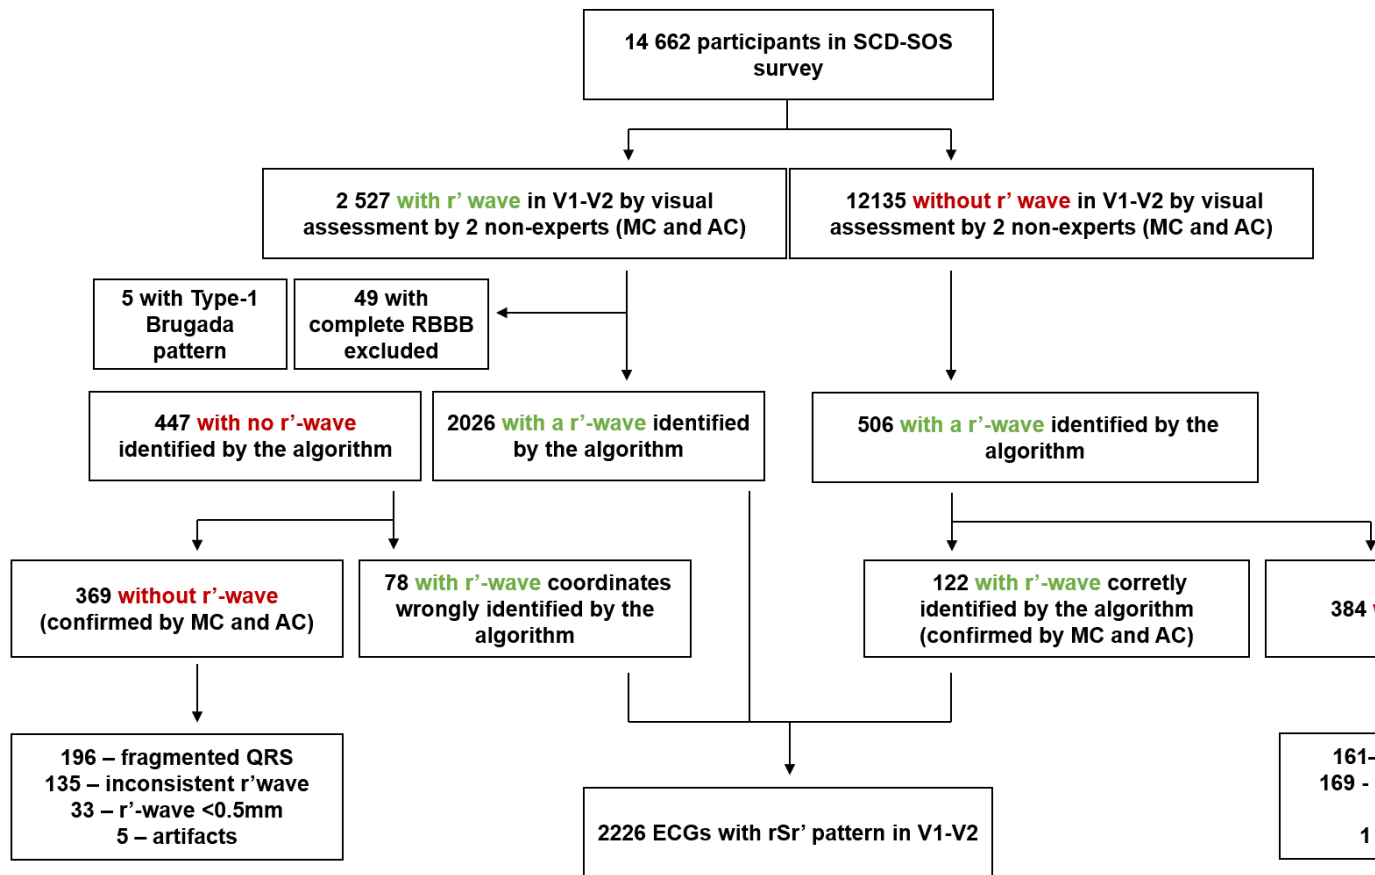 14 662 participants in SCD-SOS
survey
2 527 with r’ wave in V1-V2 by visual
assessment by 2 non-experts (MC and AC)
12135 without r’ wave in V1-V2 by visual
assessment by 2 non-experts (MC and AC)
5 with Type-1
Brugada
pattern
49 with
complete RBBB
excluded
447 with no r’-wave
identified by the algorithm
2026 with a r’-wave identified
by the algorithm
506 with a r’-wave identified by the
algorithm
369 without r’-wave
(confirmed by MC and AC)
78 with r’-wave coordinates
wrongly identified by the
algorithm
122 with r’-wave corretly
identified by the algorithm
(confirmed by MC and AC)
384
196 – fragmented QRS
135 – inconsistent r’wave
33 – r’-wave <0.5mm
5 – artifacts
2226 ECGs with rSr’ pattern in V1-V2
161–
169 -
1